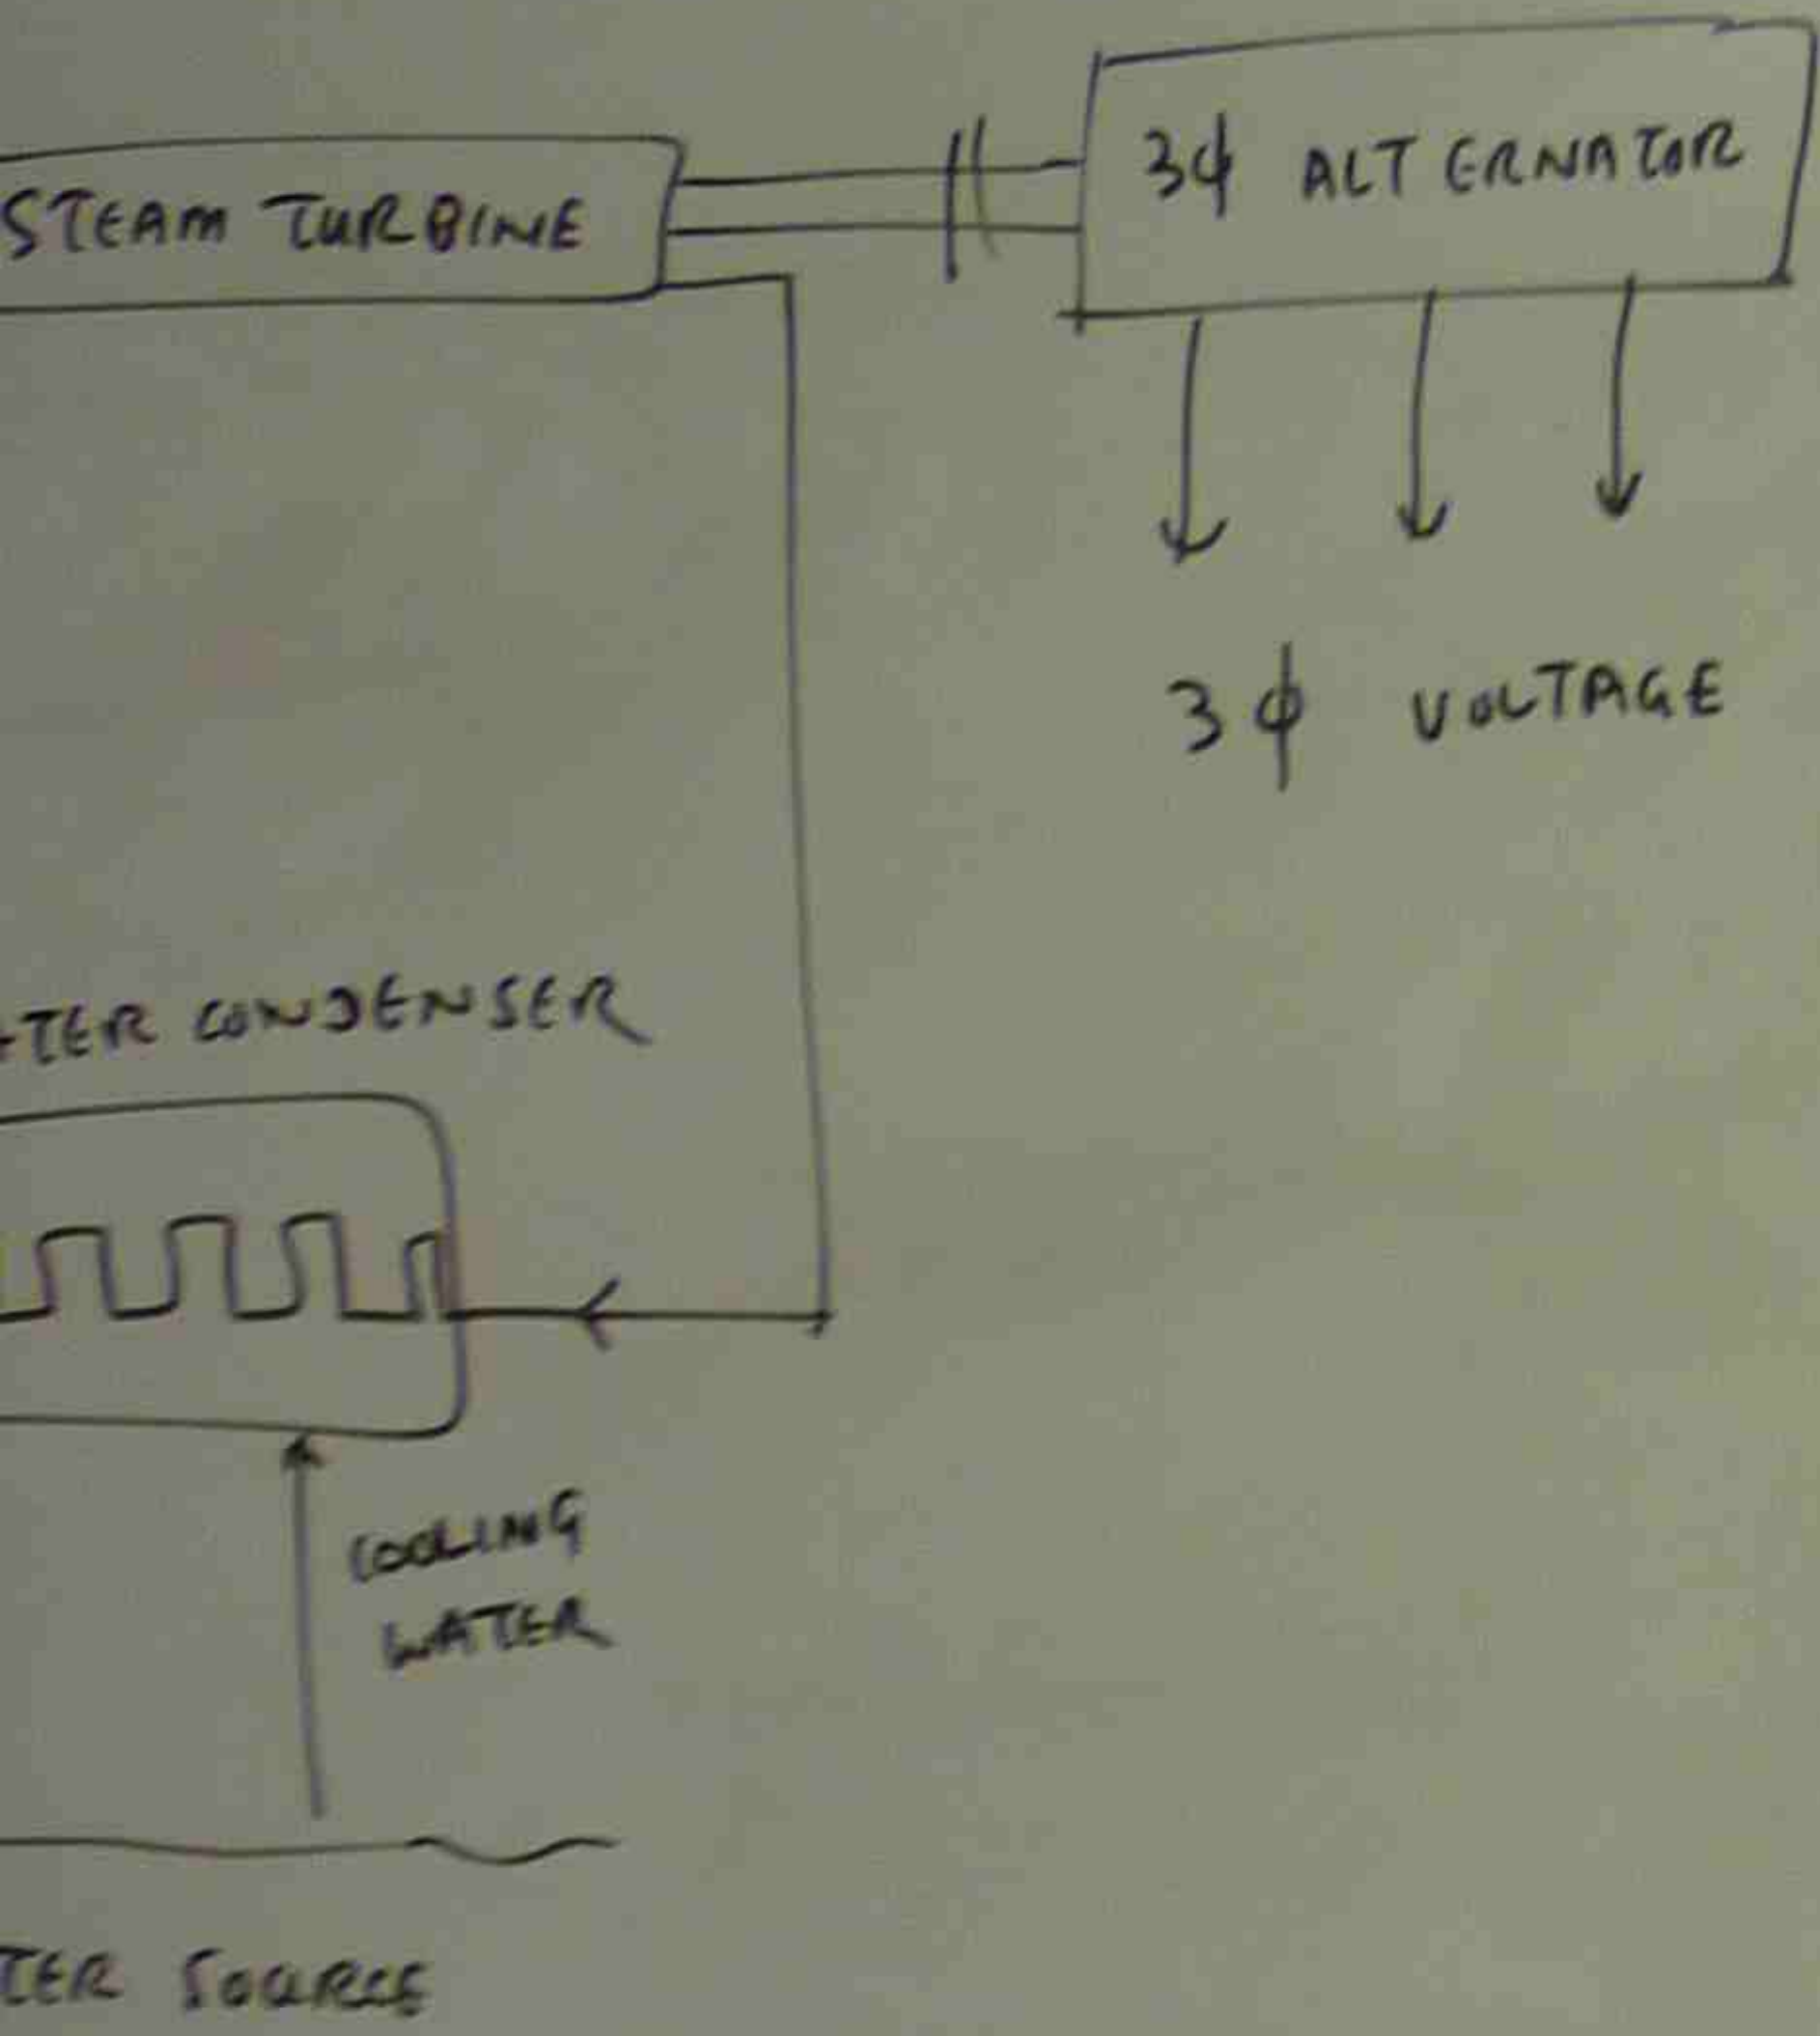 3ϕ ALTERNATOR
STEAM TURBINE
3ϕ VOLTAGE
TER CONDENSER
COOLING
WATER
TER SOURCE